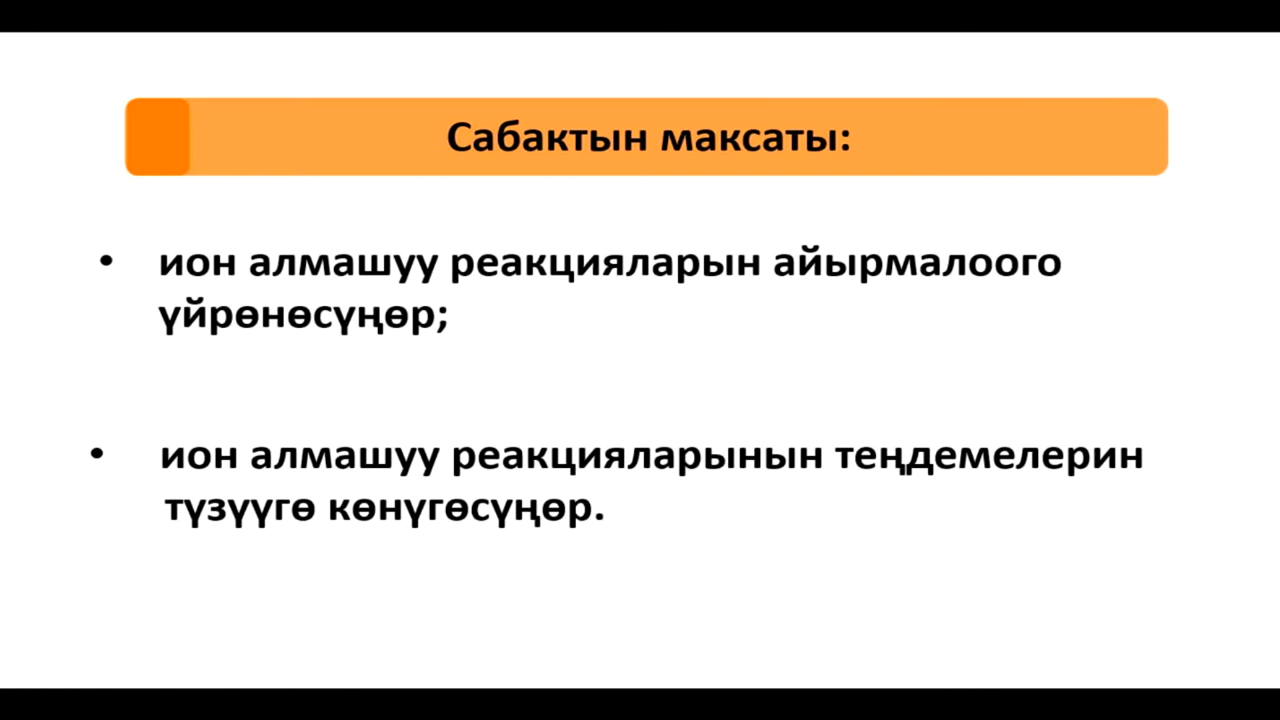 Сабактын максаты:
• ион алмашуу реакцияларын айырмалоого
үйрөнөсүңөр;
• ион алмашуу реакцияларынын теңдемелерин
түзүүгө көнүгөсүңөр.